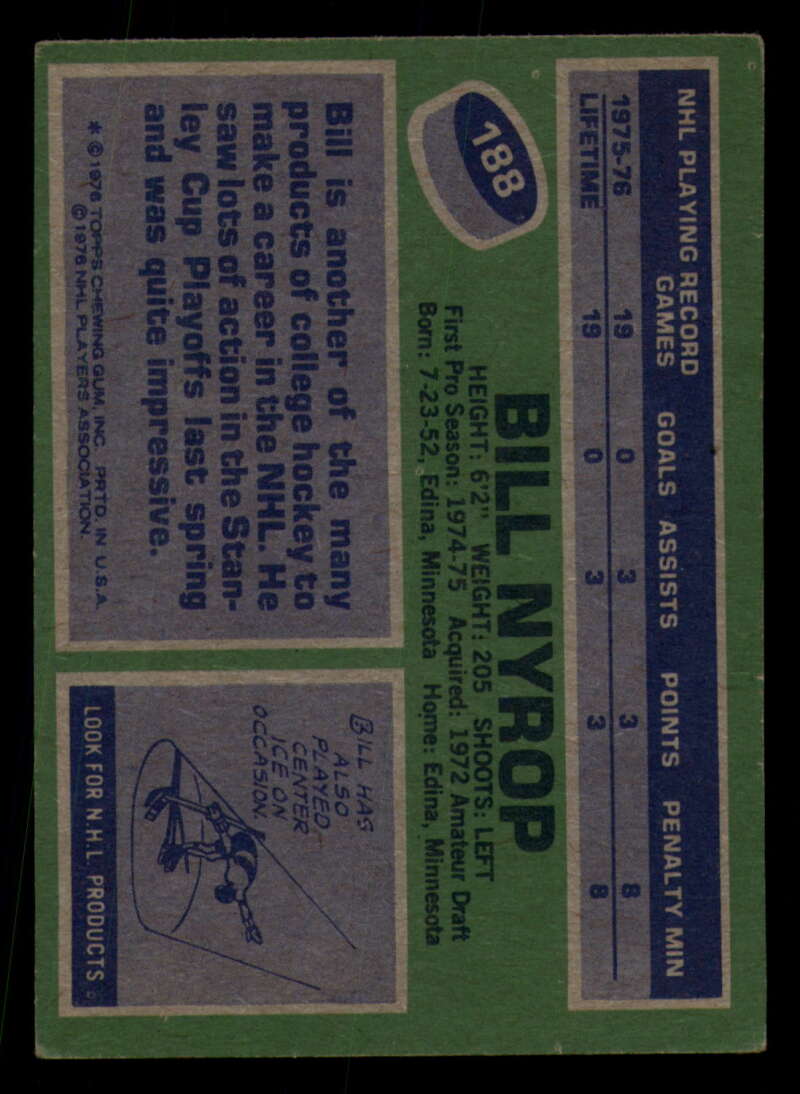 NHL PLAYING RECORD
GAMES GOALS ASSISTS POINTS PENALTY MIN
1975-76 19 0 3 3 8
LIFETIME 19 0 3 3 8
188
BILL NYROP
HEIGHT: 6'2" WEIGHT: 205 SHOOTS: LEFT
First Pro Season: 1974-75 Acquired: 1972 Amateur Draft
Born: 7-23-52, Edina, Minnesota Home: Edina, Minnesota
Bill is another of the many
products of college hockey to
make a career in the NHL. He
saw lots of action in the Stan-
ley Cup Playoffs last spring
and was quite impressive.
* © 1976 TOPPS CHEWING GUM, INC. PRTD. IN U.S.A.
© 1976 NHL PLAYERS ASSOCIATION.
BILL HAS
ALSO
PLAYED
CENTER
ICE ON
OCCASION.
LOOK FOR N.H.L. PRODUCTS